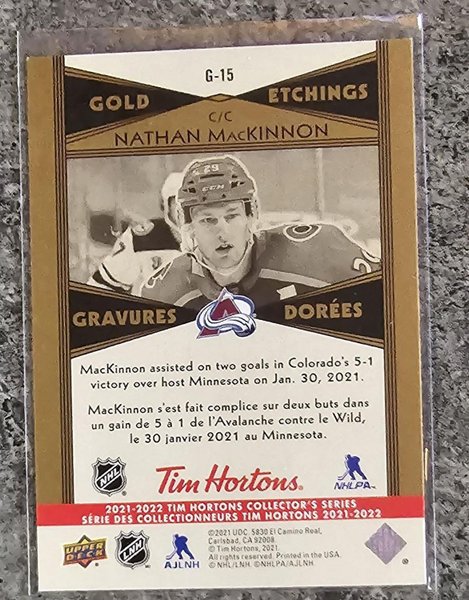 G-15
GOLD ETCHINGS
C/C
NATHAN MacKINNON
29
CCM
GRAVURES DORÉES
MacKinnon assisted on two goals in Colorado's 5-1
victory over host Minnesota on Jan. 30, 2021.
MacKinnon s'est fait complice sur deux buts dans
un gain de 5 à 1 de l'Avalanche contre le Wild,
le 30 janvier 2021 au Minnesota.
NHL
Tim Hortons.
NHLPA
2021-2022 TIM HORTONS COLLECTOR'S SERIES
SÉRIE DES COLLECTIONNEURS TIM HORTONS 2021-2022
UPPER DECK
LNH
AJLNH
©2021 UDC. 5830 El Camino Real,
Carlsbad, CA 92008.
© Tim Hortons, 2021.
All rights reserved. Printed in the USA.
© NHL/LNH. ©NHLPA/AJLNH.